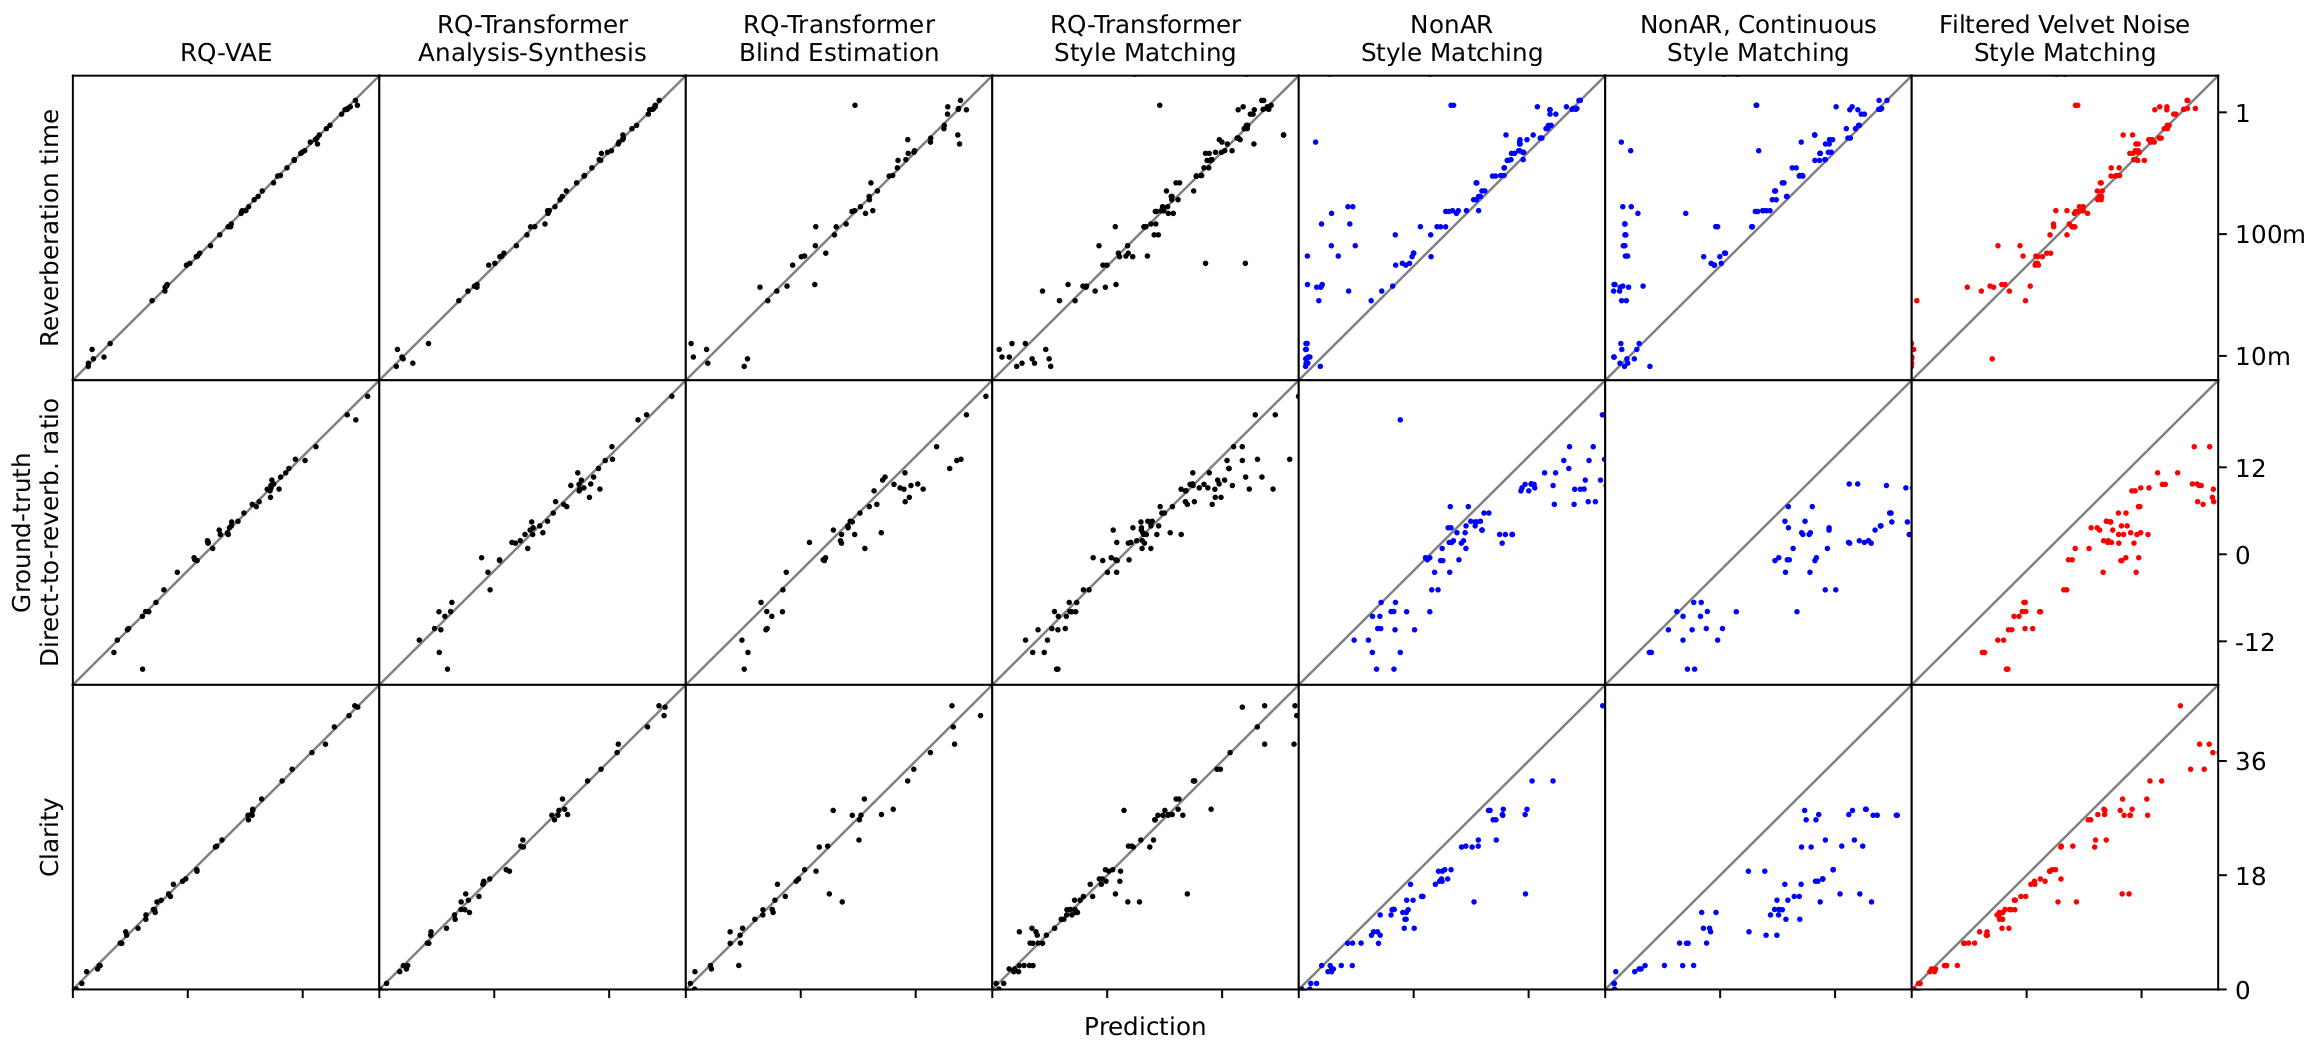 RQ-VAE
RQ-Transformer
Analysis-Synthesis
RQ-Transformer
Blind Estimation
RQ-Transformer
Style Matching
NonAR
Style Matching
NonAR, Continuous
Style Matching
Filtered Velvet Noise
Style Matching
Reverberation time
1
100m
10m
Ground-truth
Direct-to-reverb. ratio
12
0
-12
Clarity
36
18
0
Prediction